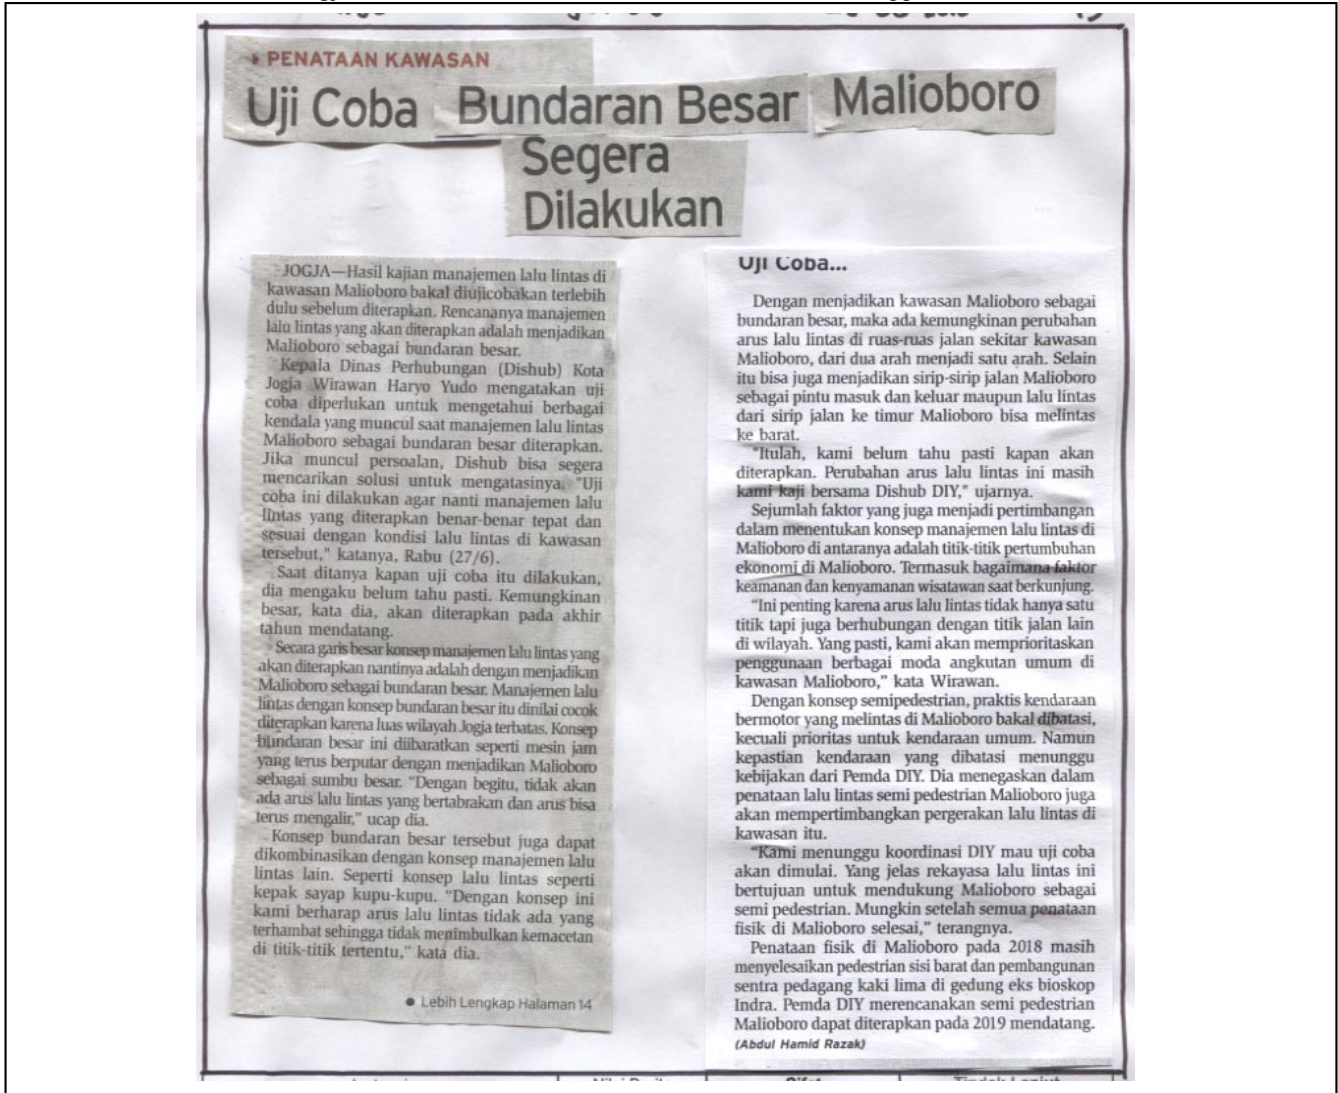 ▸ PENATAAN KAWASAN
Uji Coba Bundaran Besar Malioboro
Segera
Dilakukan
JOGJA—Hasil kajian manajemen lalu lintas di
kawasan Malioboro bakal diujicobakan terlebih
dulu sebelum diterapkan. Rencananya manajemen
lalu lintas yang akan diterapkan adalah menjadikan
Malioboro sebagai bundaran besar.
Kepala Dinas Perhubungan (Dishub) Kota
Jogja Wirawan Haryo Yudo mengatakan uji
coba diperlukan untuk mengetahui berbagai
kendala yang muncul saat manajemen lalu lintas
Malioboro sebagai bundaran besar diterapkan.
Jika muncul persoalan, Dishub bisa segera
mencarikan solusi untuk mengatasinya. "Uji
coba ini dilakukan agar nanti manajemen lalu
lintas yang diterapkan benar-benar tepat dan
sesuai dengan kondisi lalu lintas di kawasan
tersebut," katanya, Rabu (27/6).
Saat ditanya kapan uji coba itu dilakukan,
dia mengaku belum tahu pasti. Kemungkinan
besar, kata dia, akan diterapkan pada akhir
tahun mendatang.
Secara garis besar konsep manajemen lalu lintas yang
akan diterapkan nantinya adalah dengan menjadikan
Malioboro sebagai bundaran besar. Manajemen lalu
lintas dengan konsep bundaran besar itu dinilai cocok
diterapkan karena luas wilayah Jogja terbatas. Konsep
bundaran besar ini diibaratkan seperti mesin jam
yang terus berputar dengan menjadikan Malioboro
sebagai sumbu besar. "Dengan begitu, tidak akan
ada arus lalu lintas yang bertabrakan dan arus bisa
terus mengalir," ucap dia.
Konsep bundaran besar tersebut juga dapat
dikombinasikan dengan konsep manajemen lalu
lintas lain. Seperti konsep lalu lintas seperti
kepak sayap kupu-kupu. "Dengan konsep ini
kami berharap arus lalu lintas tidak ada yang
terhambat sehingga tidak menimbulkan kemacetan
di titik-titik tertentu," kata dia.
● Lebih Lengkap Halaman 14
Uji Coba...
Dengan menjadikan kawasan Malioboro sebagai
bundaran besar, maka ada kemungkinan perubahan
arus lalu lintas di ruas-ruas jalan sekitar kawasan
Malioboro, dari dua arah menjadi satu arah. Selain
itu bisa juga menjadikan sirip-sirip jalan Malioboro
sebagai pintu masuk dan keluar maupun lalu lintas
dari sirip jalan ke timur Malioboro bisa melintas
ke barat.
"Itulah, kami belum tahu pasti kapan akan
diterapkan. Perubahan arus lalu lintas ini masih
kami kaji bersama Dishub DIY," ujarnya.
Sejumlah faktor yang juga menjadi pertimbangan
dalam menentukan konsep manajemen lalu lintas di
Malioboro di antaranya adalah titik-titik pertumbuhan
ekonomi di Malioboro. Termasuk bagaimana faktor
keamanan dan kenyamanan wisatawan saat berkunjung.
"Ini penting karena arus lalu lintas tidak hanya satu
titik tapi juga berhubungan dengan titik jalan lain
di wilayah. Yang pasti, kami akan memprioritaskan
penggunaan berbagai moda angkutan umum di
kawasan Malioboro," kata Wirawan.
Dengan konsep semipedestrian, praktis kendaraan
bermotor yang melintas di Malioboro bakal dibatasi,
kecuali prioritas untuk kendaraan umum. Namun
kepastian kendaraan yang dibatasi menunggu
kebijakan dari Pemda DIY. Dia menegaskan dalam
penataan lalu lintas semi pedestrian Malioboro juga
akan mempertimbangkan pergerakan lalu lintas di
kawasan itu.
"Kami menunggu koordinasi DIY mau uji coba
akan dimulai. Yang jelas rekayasa lalu lintas ini
bertujuan untuk mendukung Malioboro sebagai
semi pedestrian. Mungkin setelah semua penataan
fisik di Malioboro selesai," terangnya.
Penataan fisik di Malioboro pada 2018 masih
menyelesaikan pedestrian sisi barat dan pembangunan
sentra pedagang kaki lima di gedung eks bioskop
Indra. Pemda DIY merencanakan semi pedestrian
Malioboro dapat diterapkan pada 2019 mendatang.
(Abdul Hamid Razak)